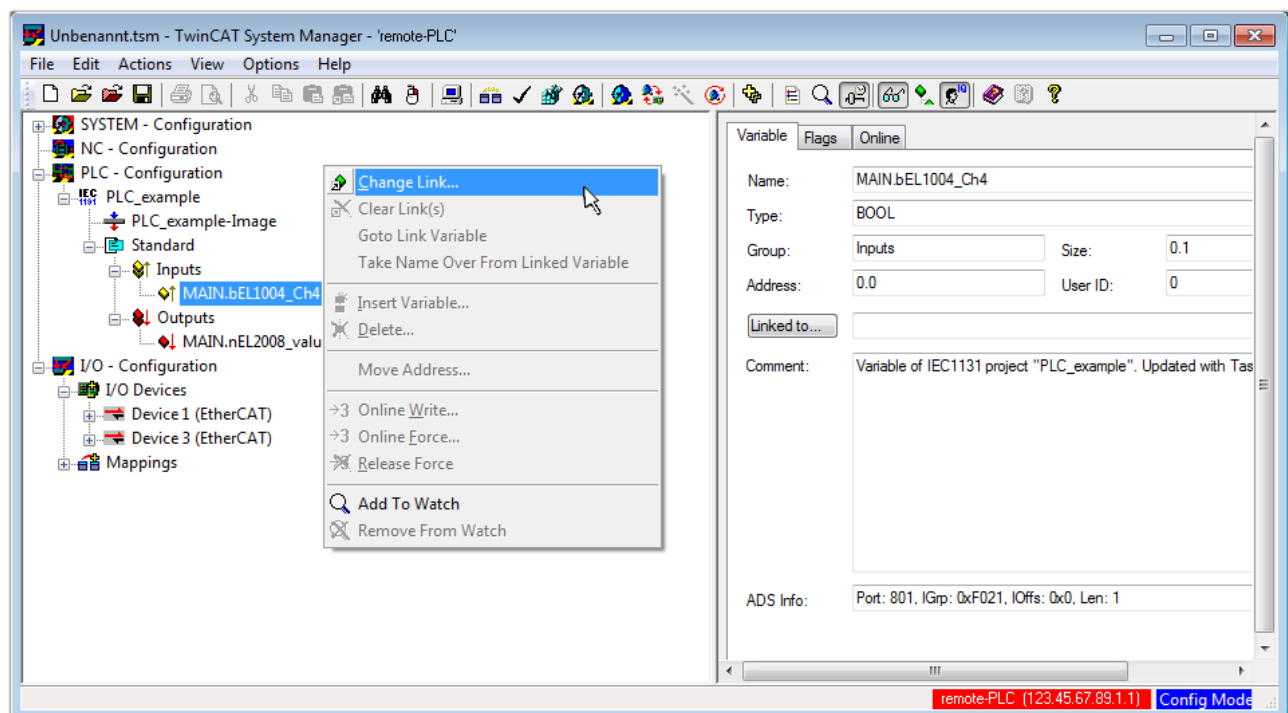 Unbenannt.tsm - TwinCAT System Manager - 'remote-PLC'
File Edit Actions View Options Help
SYSTEM - Configuration
NC - Configuration
PLC - Configuration
IEC 1131 PLC_example
PLC_example-Image
Standard
Inputs
MAIN.bEL1004_Ch4
Outputs
MAIN.nEL2008_valu
I/O - Configuration
I/O Devices
Device 1 (EtherCAT)
Device 3 (EtherCAT)
Mappings
Change Link...
Clear Link(s)
Goto Link Variable
Take Name Over From Linked Variable
Insert Variable...
Delete...
Move Address...
→3 Online Write...
→3 Online Force...
Release Force
Add To Watch
Remove From Watch
Variable Flags Online
Name: MAIN.bEL1004_Ch4
Type: BOOL
Group: Inputs Size: 0.1
Address: 0.0 User ID: 0
Linked to...
Comment: Variable of IEC1131 project "PLC_example". Updated with Tas
ADS Info: Port: 801, IGrp: 0xF021, IOffs: 0x0, Len: 1
remote-PLC (123.45.67.89.1.1) Config Mode